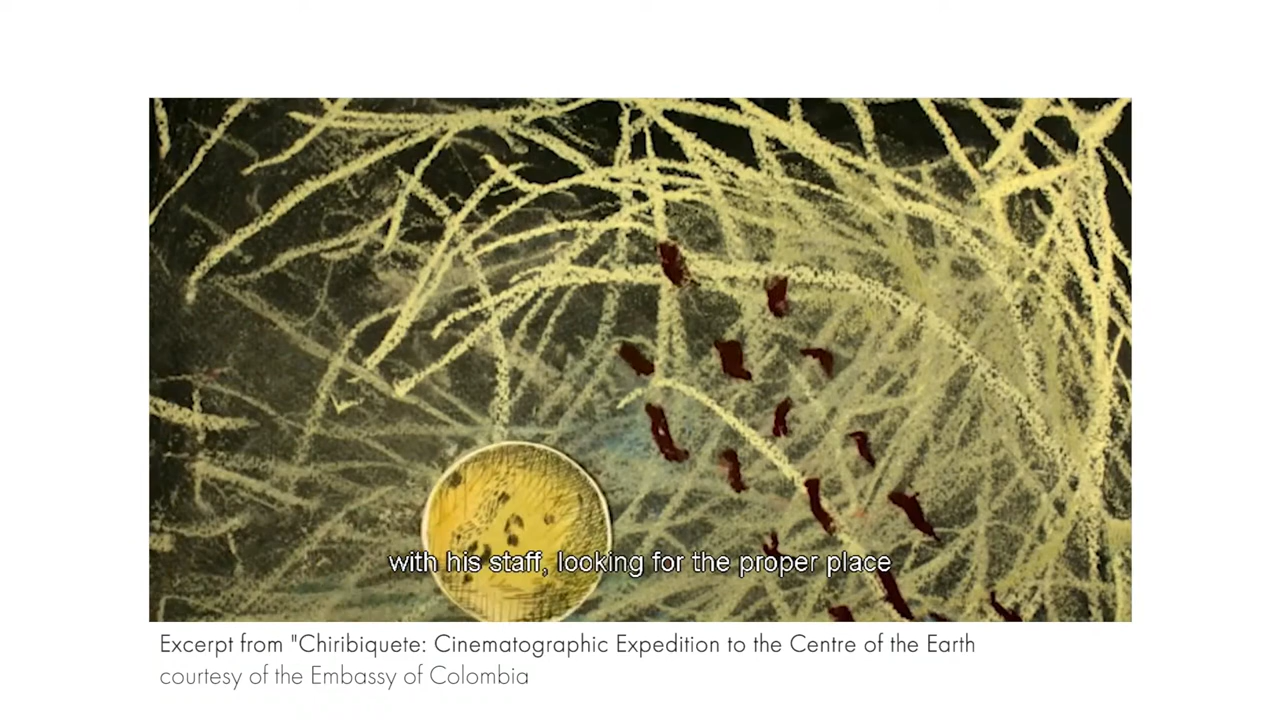 with his staff, looking for the proper place
Excerpt from "Chiribiquete: Cinematographic Expedition to the Centre of the Earth
courtesy of the Embassy of Colombia